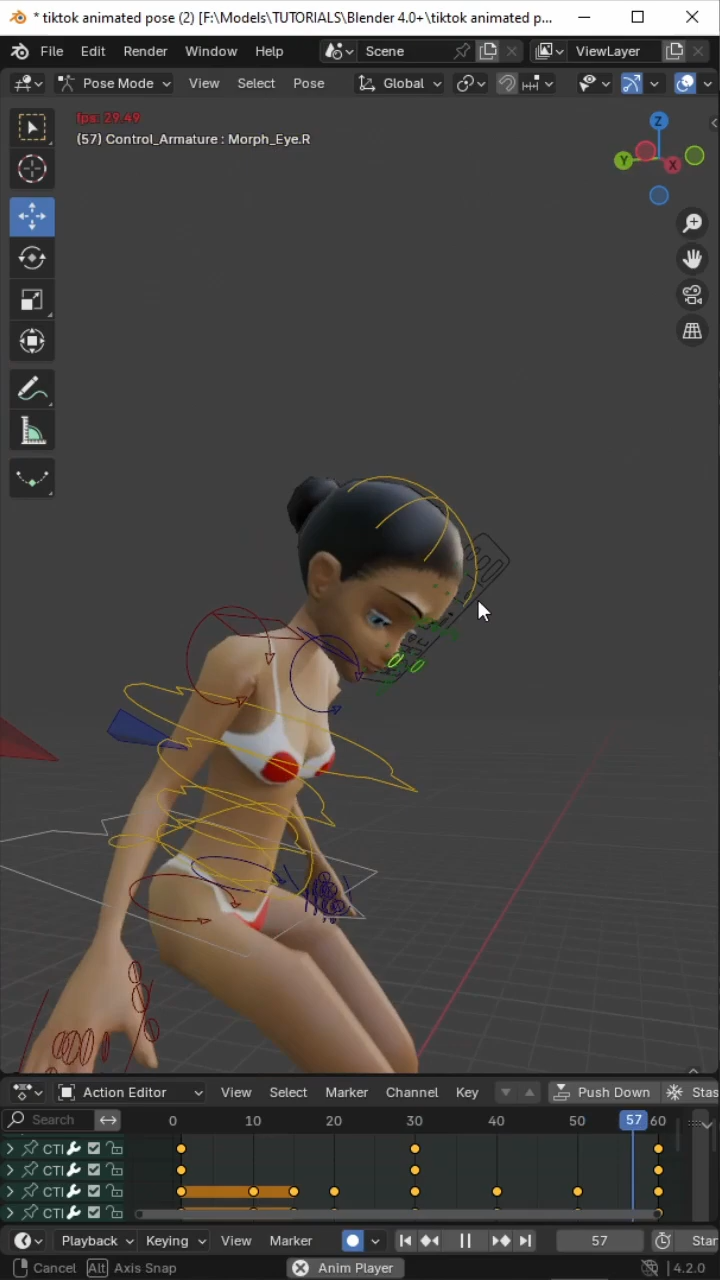 * tiktok animated pose (2) [F:\Models\TUTORIALS\Blender 4.0+\tiktok animated p...
File Edit Render Window Help Scene ViewLayer
Pose Mode View Select Pose Global
fps: 29.49
(57) Control_Armature : Morph_Eye.R
Z
Y
X
Action Editor View Select Marker Channel Key Push Down Stas
Search 0 10 20 30 40 50 57 60
CTI
CTI
CTI
CTI
Playback Keying View Marker 57 Star
Cancel Alt Axis Snap Anim Player 4.2.0